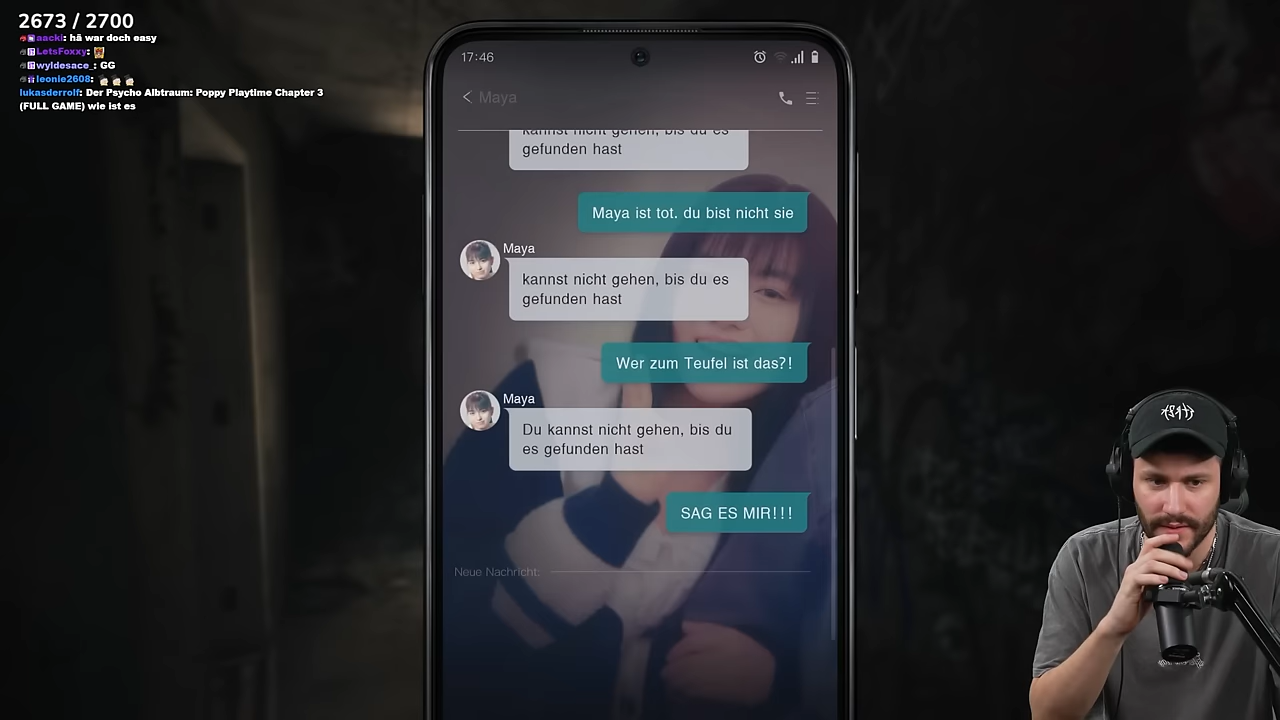 2673 / 2700
aacki: hä war doch easy
LetsFoxxy:
wyldesace_: GG
leonie2608:
lukasderrolf: Der Psycho Albtraum: Poppy Playtime Chapter 3
(FULL GAME) wie ist es
17:46
Maya
kannst nicht gehen, bis du es
gefunden hast
Maya ist tot. du bist nicht sie
Maya
kannst nicht gehen, bis du es
gefunden hast
Wer zum Teufel ist das?!
Maya
Du kannst nicht gehen, bis du
es gefunden hast
SAG ES MIR!!!
Neue Nachricht: